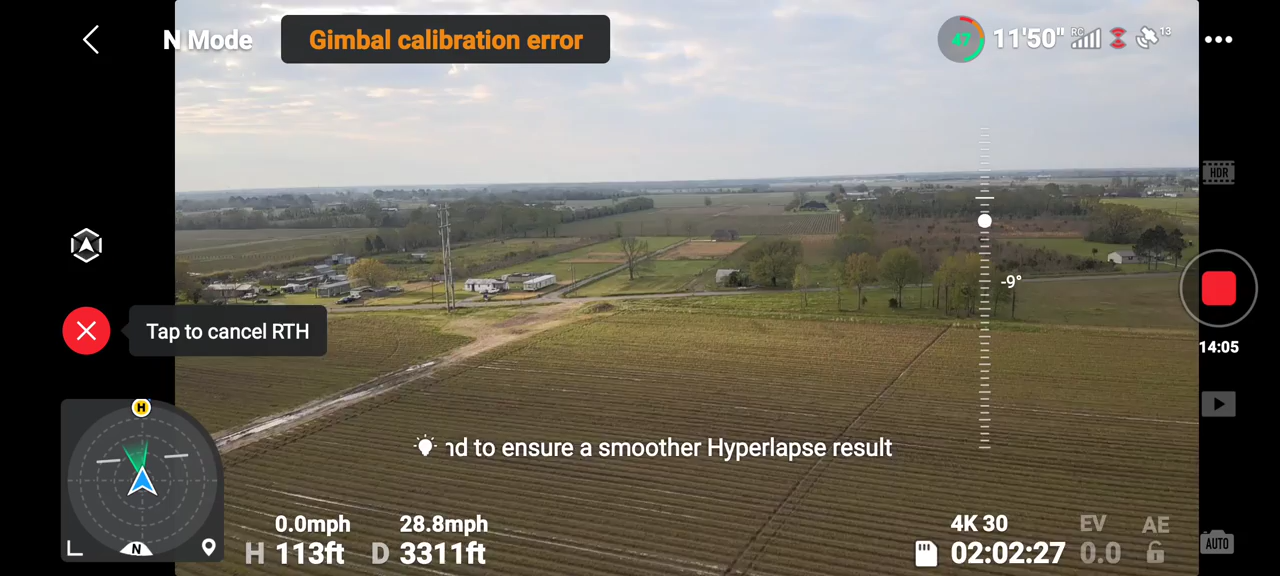 N Mode
Gimbal calibration error
47
11'50"
RC
13
HDR
-9°
Tap to cancel RTH
14:05
H
nd to ensure a smoother Hyperlapse result
0.0mph
28.8mph
4K 30
EV
AE
N
H 113ft
D 3311ft
02:02:27
0.0
AUTO